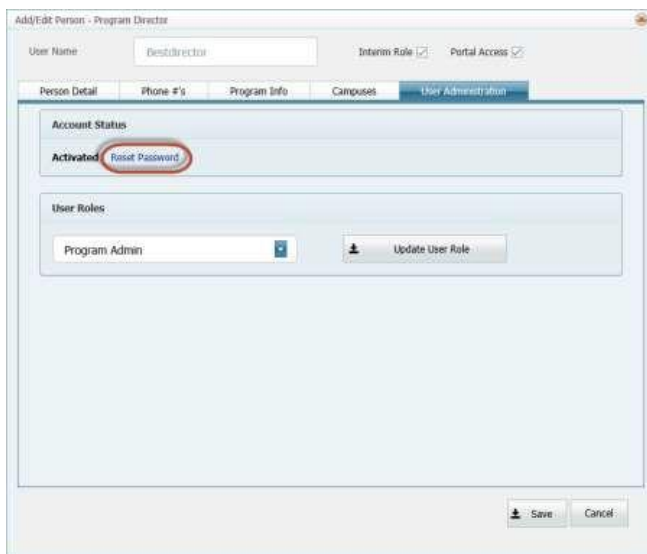 Add/Edit Person - Program Director
User Name Bestdirector Interim Role Portal Access
Person Detail Phone #'s Program Info Campuses User Administration
Account Status
Activated Reset Password
User Roles
Program Admin Update User Role
Save Cancel